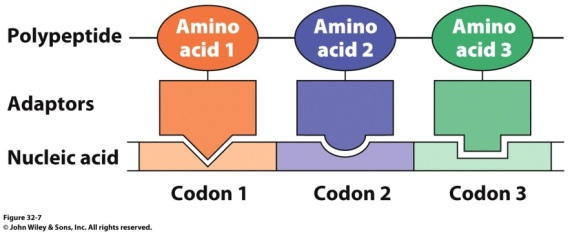 Polypeptide
Amino
acid 1
Amino
acid 2
Amino
acid 3
Adaptors
Nucleic acid
Codon 1
Codon 2
Codon 3
Figure 32-7
© John Wiley & Sons, Inc. All rights reserved.